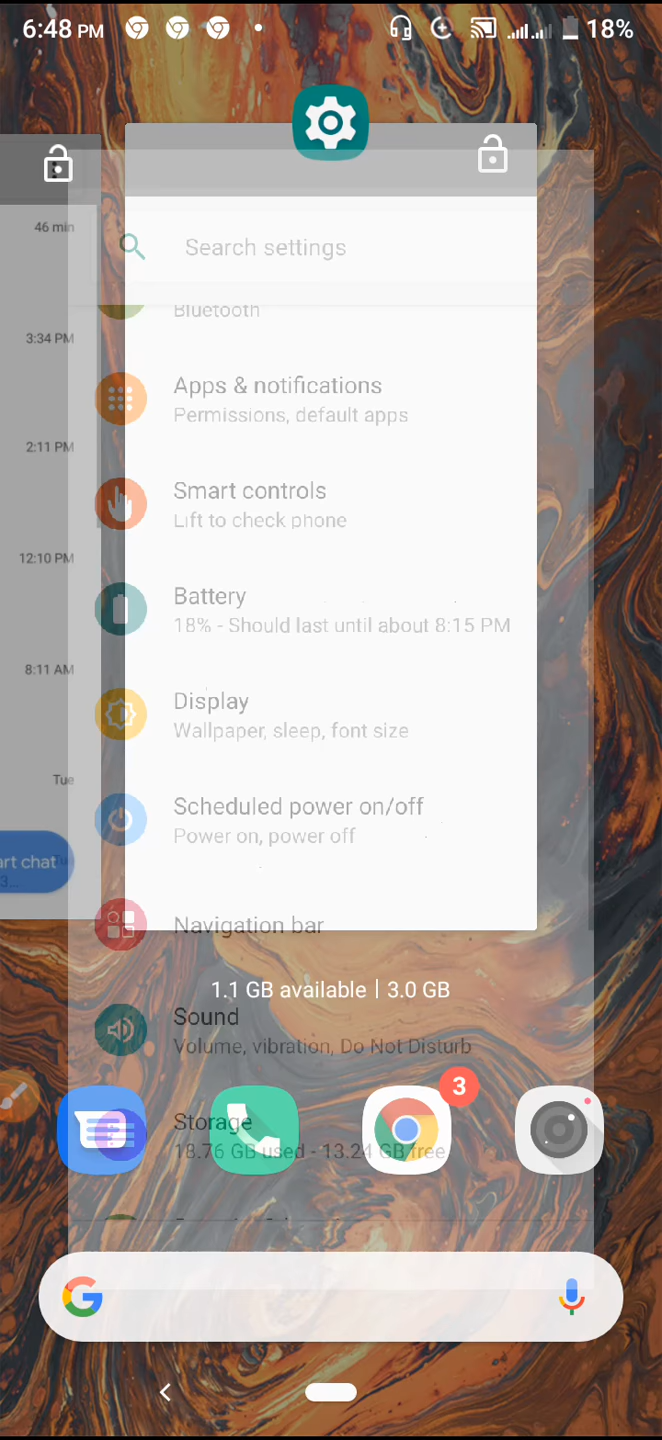 6:48 PM
18%
46 min
Search settings
Bluetooth
3:34 PM
Apps & notifications
Permissions, default apps
2:11 PM
Smart controls
Lift to check phone
12:10 PM
Battery
18% - Should last until about 8:15 PM
8:11 AM
Display
Wallpaper, sleep, font size
Tue
Scheduled power on/off
Power on, power off
art chat
3,...
Navigation bar
1.1 GB available | 3.0 GB
Sound
Volume, vibration, Do Not Disturb
3
Storage
18.76 GB used - 13.24 GB free